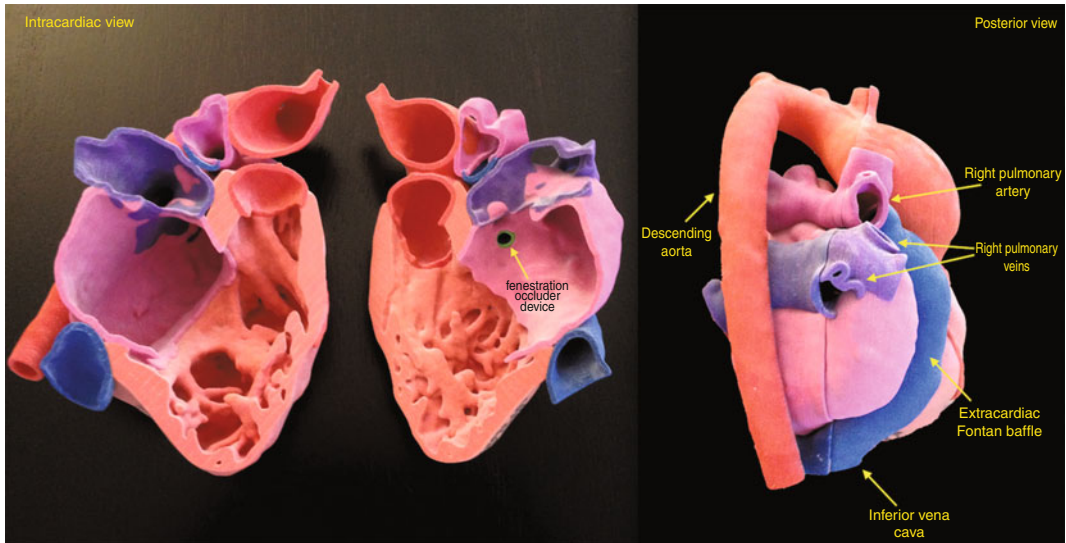 Intracardiac view
Posterior view
fenestration
occluder
device
Right pulmonary
artery
Descending
aorta
Right pulmonary
veins
Extracardiac
Fontan baffle
Inferior vena
cava